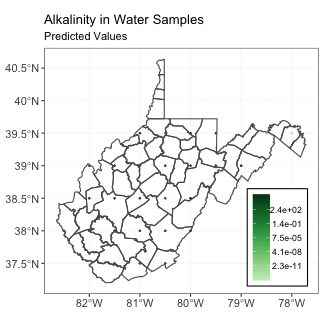 Alkalinity in Water Samples
Predicted Values
40.5°N
40°N
39.5°N
39°N
38.5°N
38°N
37.5°N
2.4e+02
1.4e-01
7.5e-05
4.1e-08
2.3e-11
82°W 81°W 80°W 79°W 78°W